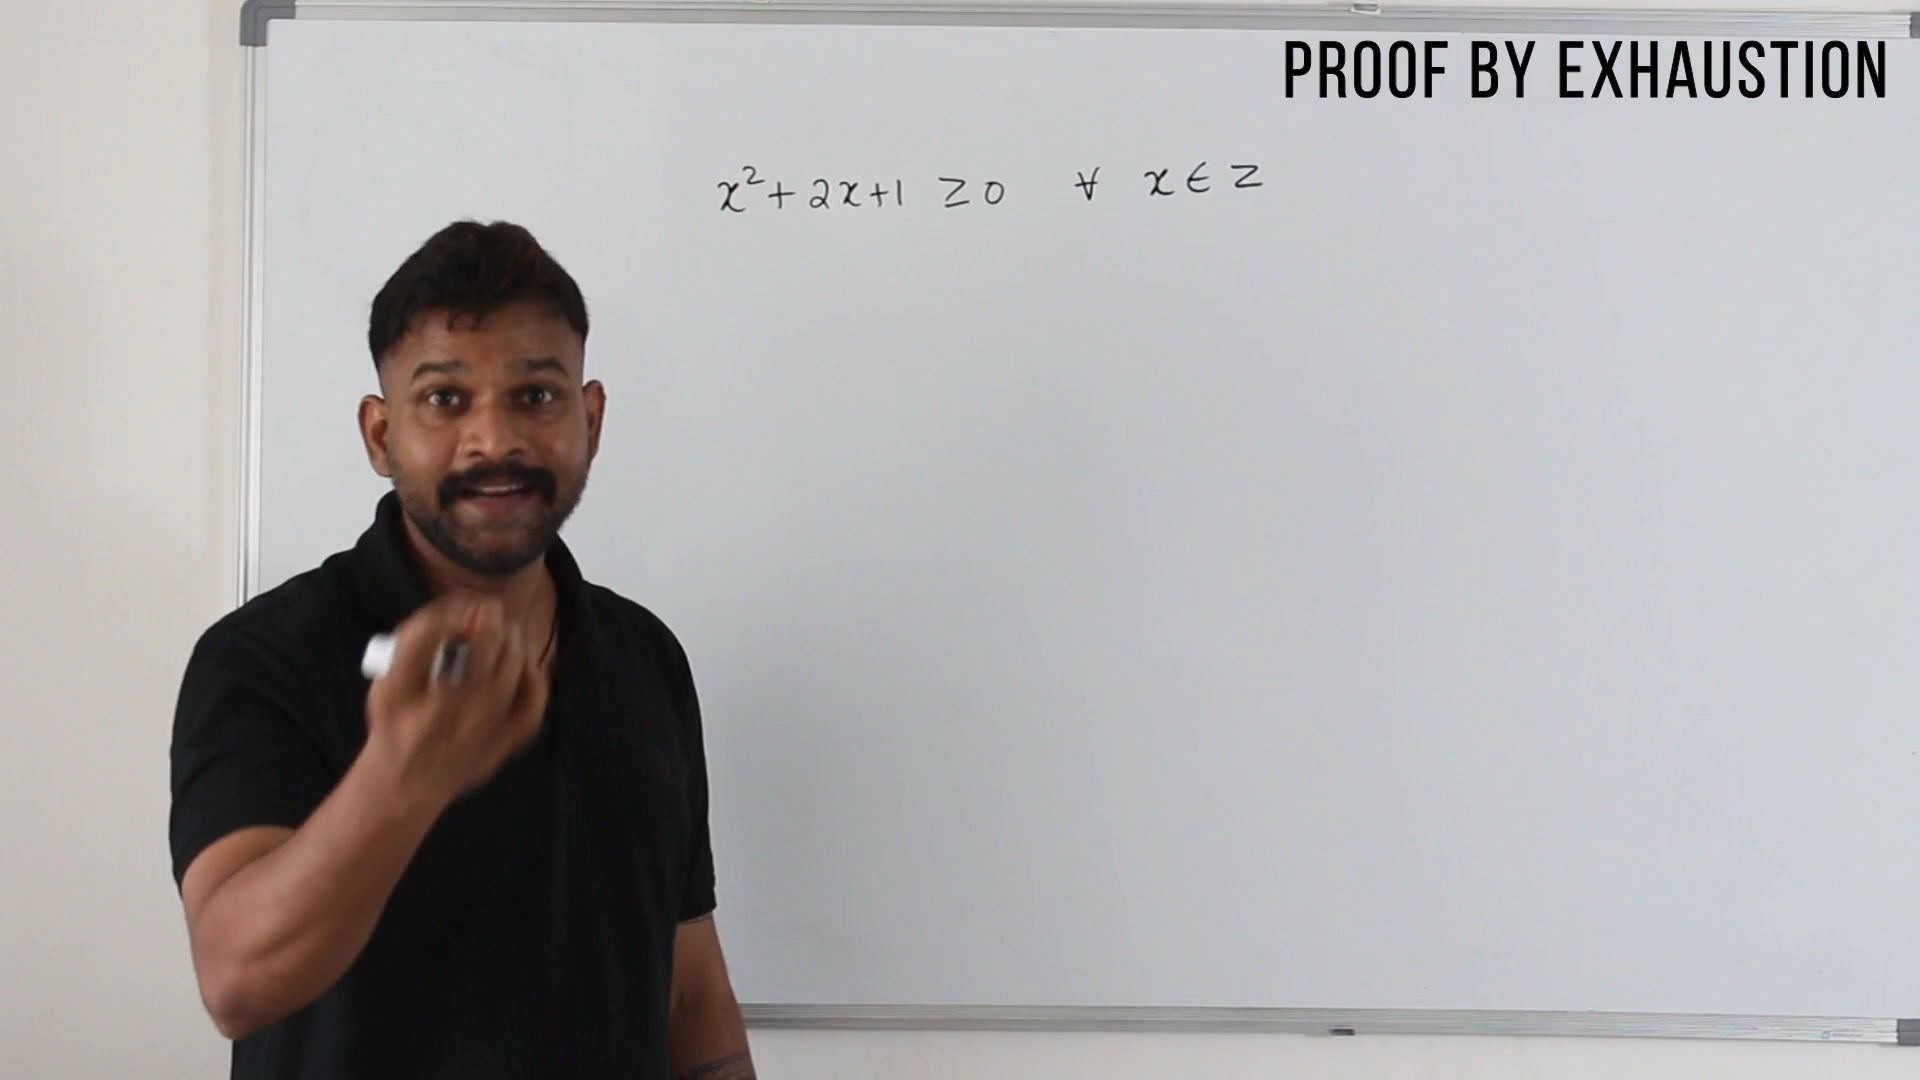 PROOF BY EXHAUSTION
x² + 2x + 1 ≥ 0 ∀ x ∈ Z